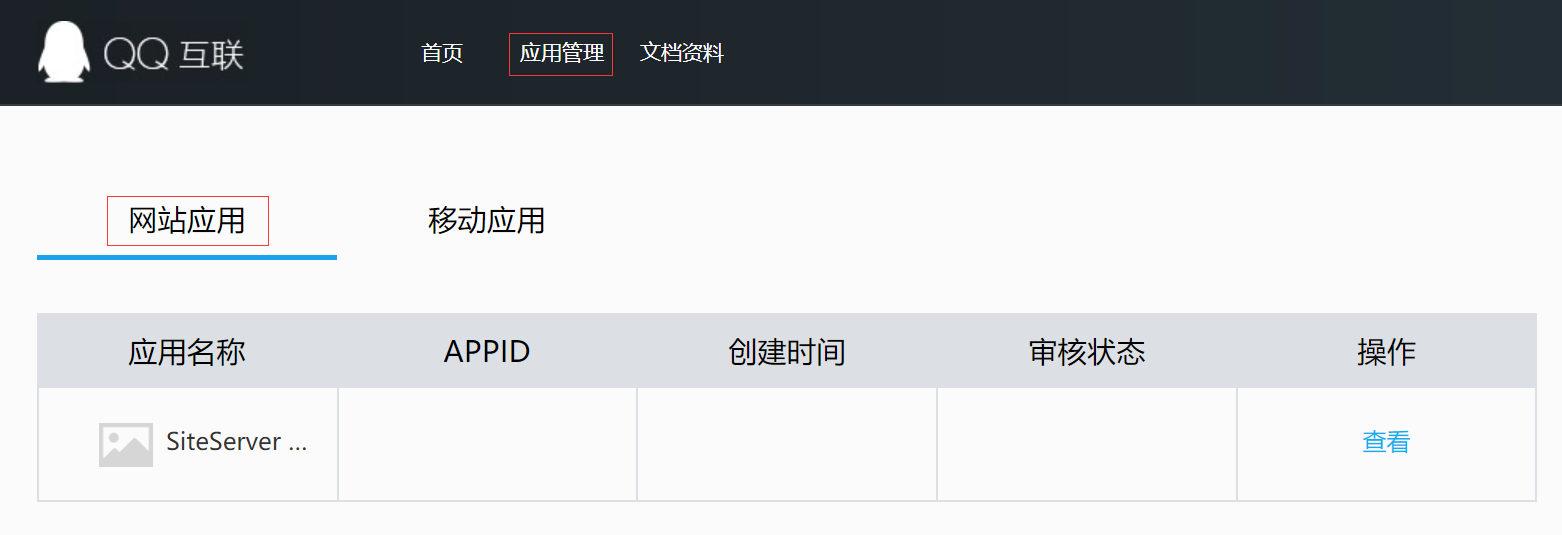 QQ 互联 首页 应用管理 文档资料
网站应用 移动应用
应用名称 APPID 创建时间 审核状态 操作
SiteServer ... 查看